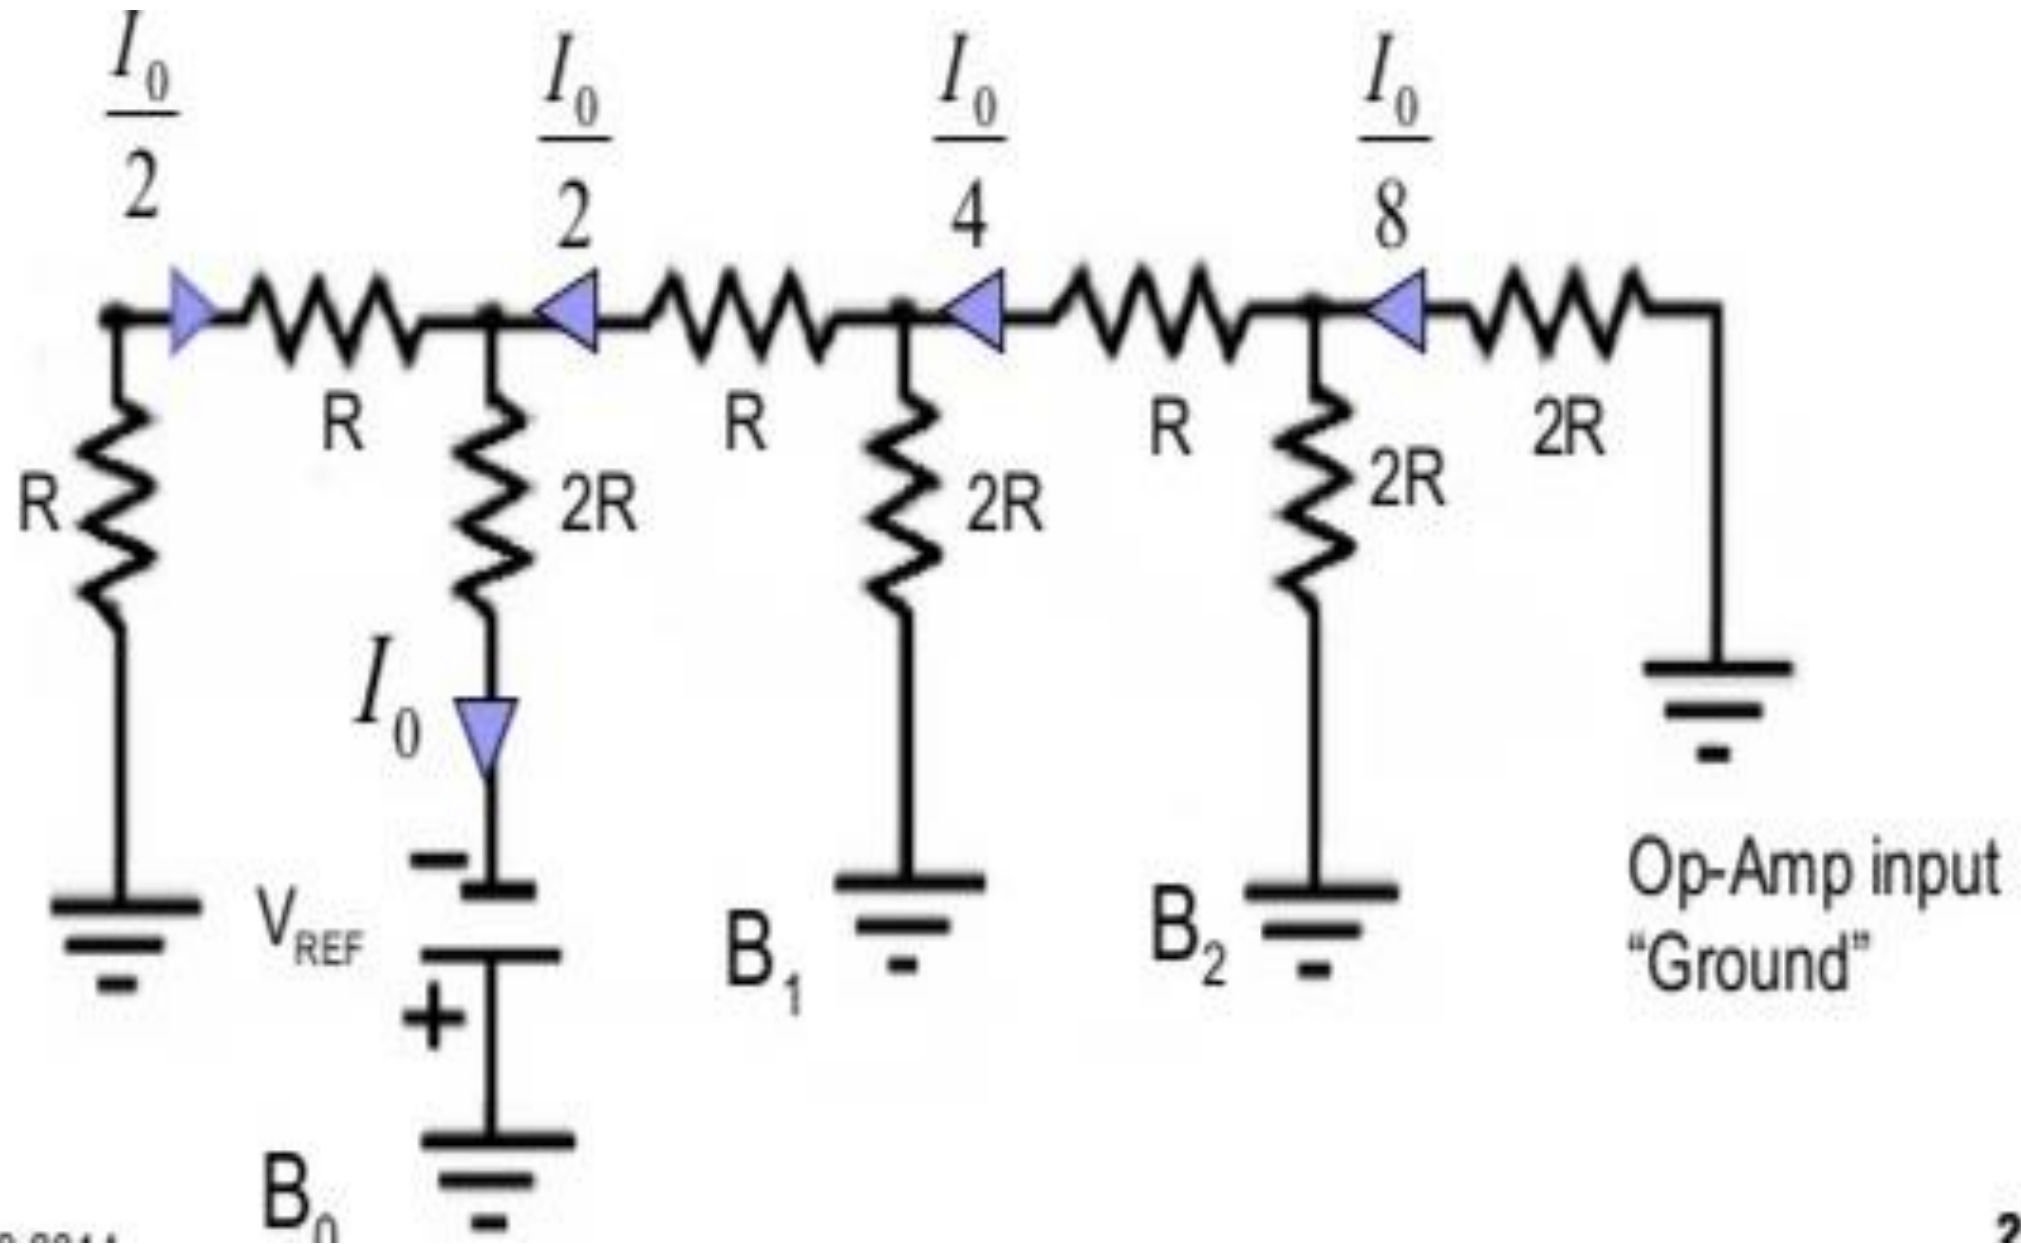 I0/2 I0/2 I0/4 I0/8
R R R 2R
R 2R 2R 2R
I0
−
VREF
+
B0
B1
B2
Op-Amp input
“Ground”
2